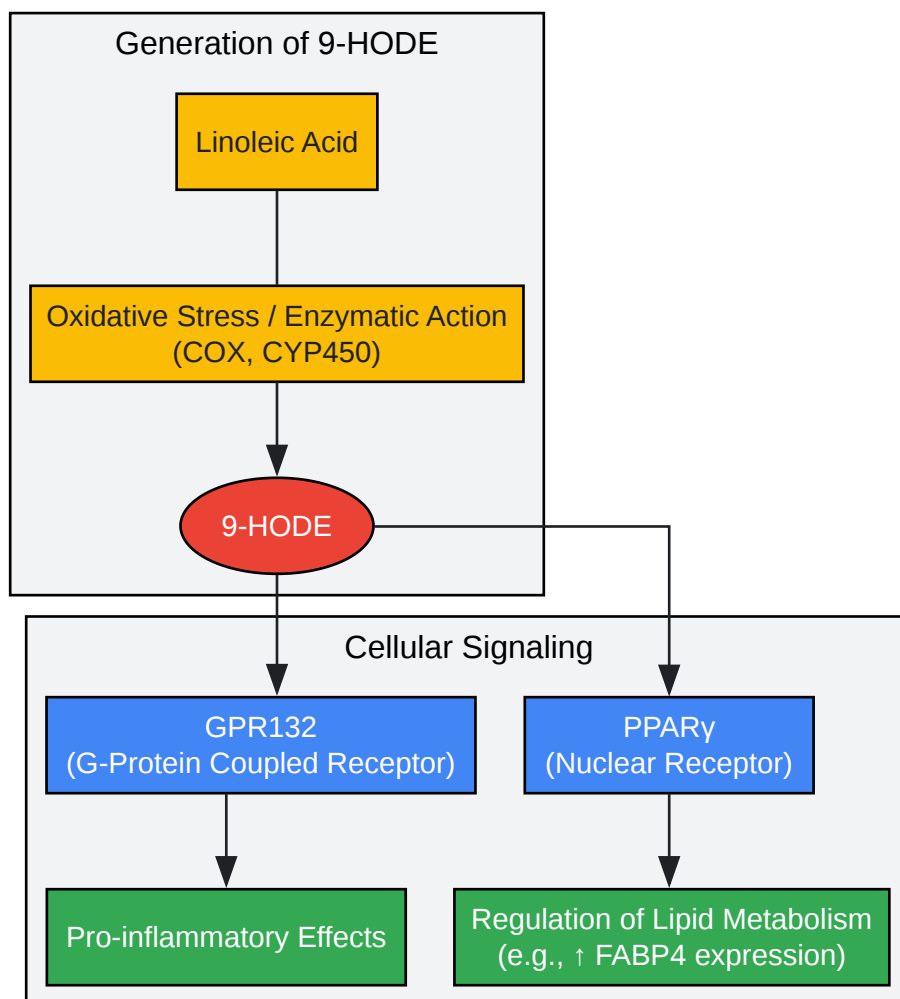 Generation of 9-HODE
Linoleic Acid
Oxidative Stress / Enzymatic Action
(COX, CYP450)
9-HODE
Cellular Signaling
GPR132
(G-Protein Coupled Receptor)
PPARγ
(Nuclear Receptor)
Pro-inflammatory Effects
Regulation of Lipid Metabolism
(e.g., ↑ FABP4 expression)